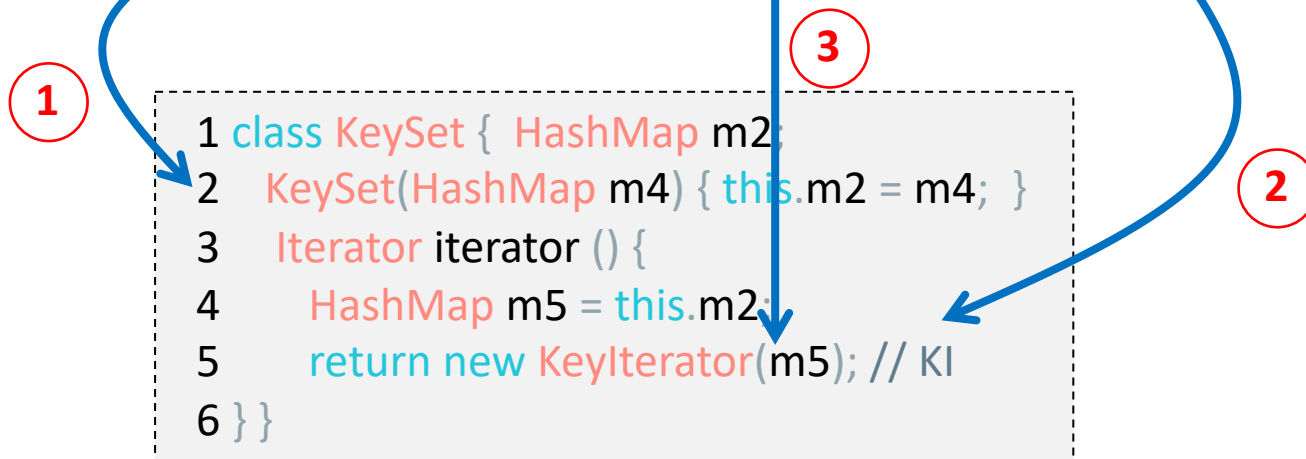 3
1
1 class KeySet { HashMap m2;
2 KeySet(HashMap m4) { this.m2 = m4; }
2
3 Iterator iterator () {
4 HashMap m5 = this.m2;
5 return new KeyIterator(m5); // KI
6 } }